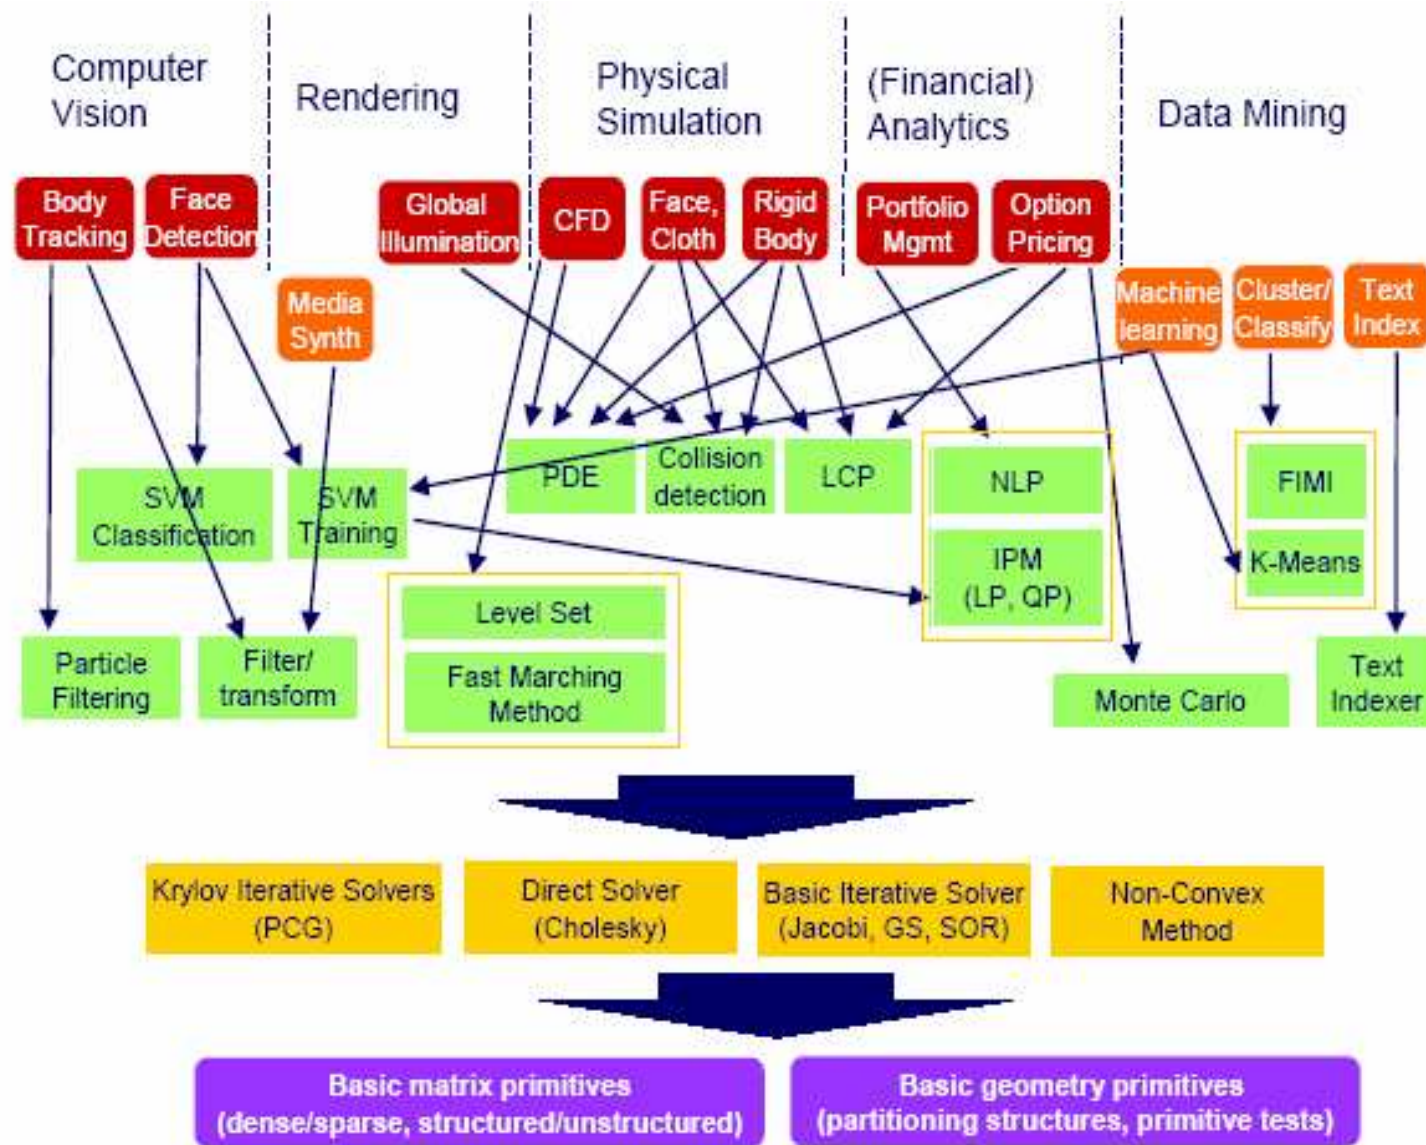 Computer
Vision
Rendering
Physical
Simulation
(Financial)
Analytics
Data Mining
Body
Tracking
Face
Detection
Global
Illumination
CFD
Face,
Cloth
Rigid
Body
Portfolio
Mgmt
Option
Pricing
Media
Synth
Machine
learning
Cluster/
Classify
Text
Index
PDE
Collision
detection
LCP
NLP
FIMI
SVM
Classification
SVM
Training
IPM
(LP, QP)
K-Means
Level Set
Particle
Filtering
Filter/
transform
Fast Marching
Method
Monte Carlo
Text
Indexer
Krylov Iterative Solvers
(PCG)
Direct Solver
(Cholesky)
Basic Iterative Solver
(Jacobi, GS, SOR)
Non-Convex
Method
Basic matrix primitives
(dense/sparse, structured/unstructured)
Basic geometry primitives
(partitioning structures, primitive tests)